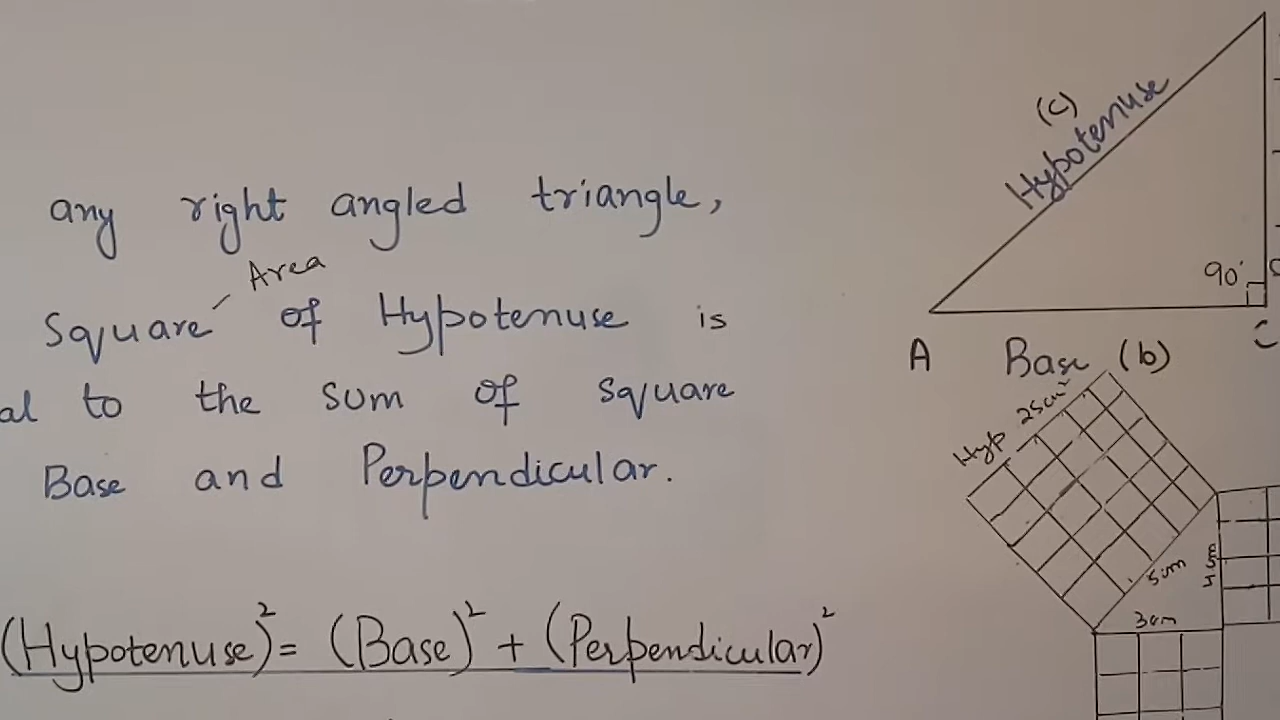 any right angled triangle,
Area
Square of Hypotenuse is
al to the sum of square
Base and Perpendicular.
(Hypotenuse)² = (Base)² + (Perpendicular)²
(c)
Hypotenuse
90°
A Base (b) C
Hyp 25cm²
5cm
3cm